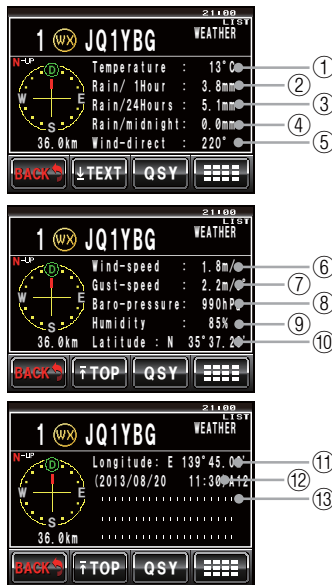 21:00
LIST
1 WX JQ1YBG WEATHER
N-UP
D
W E
S
36.0km
Temperature : 13°C ①
Rain/ 1Hour : 3.8mm ②
Rain/24Hours : 5.1mm ③
Rain/midnight: 0.0mm ④
Wind-direct : 220° ⑤
BACK TEXT QSY
21:00
LIST
1 WX JQ1YBG WEATHER
N-UP
D
W E
S
36.0km
Wind-speed : 1.8m/ ⑥
Gust-speed : 2.2m/ ⑦
Baro-pressure: 990hP ⑧
Humidity : 85% ⑨
Latitude : N 35°37.2 ⑩
BACK TOP QSY
21:00
LIST
1 WX JQ1YBG WEATHER
N-UP
D
W E
S
36.0km
Longitude: E 139°45.0 ⑪
(2013/08/20 11:30 A12 ⑫
⑬
BACK TOP QSY